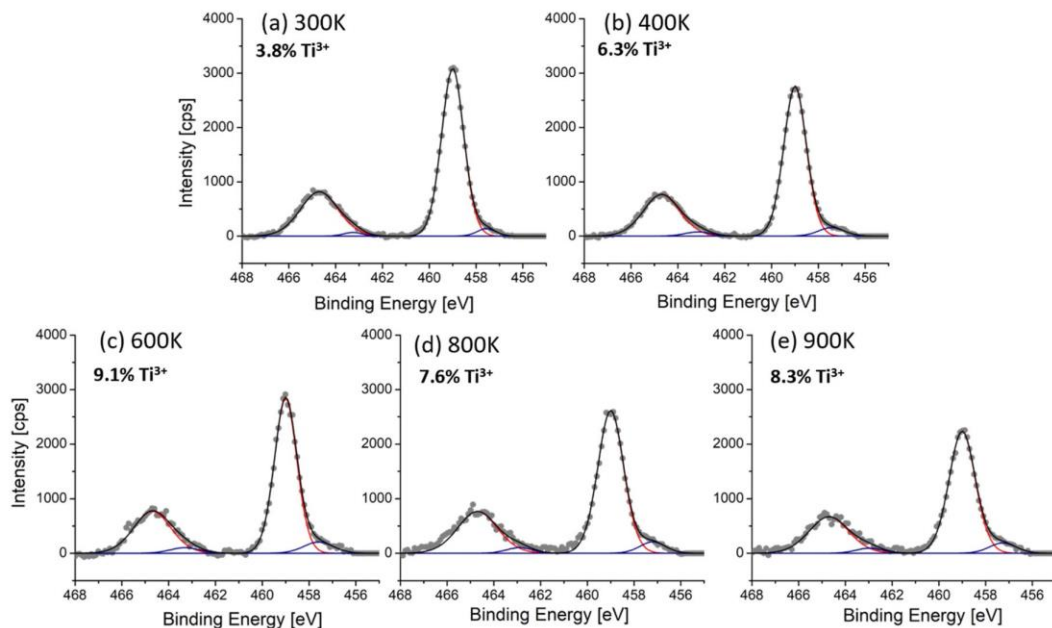 (a) 300K
3.8% Ti³⁺
Intensity [cps]
4000
3000
2000
1000
0
468 466 464 462 460 458 456
Binding Energy [eV]
(b) 400K
6.3% Ti³⁺
4000
3000
2000
1000
0
468 466 464 462 460 458 456
Binding Energy [eV]
(c) 600K
9.1% Ti³⁺
Intensity [cps]
4000
3000
2000
1000
0
468 466 464 462 460 458 456
Binding Energy [eV]
(d) 800K
7.6% Ti³⁺
4000
3000
2000
1000
0
468 466 464 462 460 458 456
Binding Energy [eV]
(e) 900K
8.3% Ti³⁺
4000
3000
2000
1000
0
468 466 464 462 460 458 456
Binding Energy [eV]